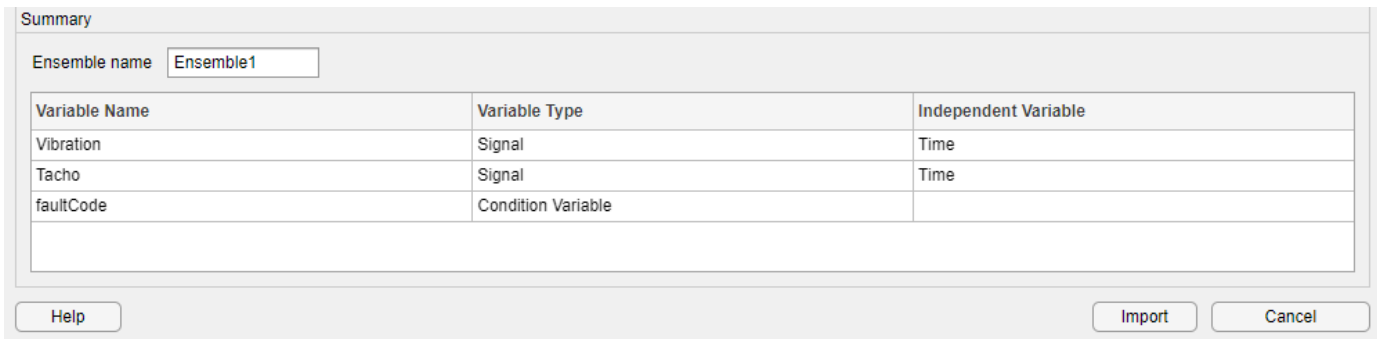 Summary
Ensemble name Ensemble1
Variable Name Variable Type Independent Variable
Vibration Signal Time
Tacho Signal Time
faultCode Condition Variable
Help Import Cancel